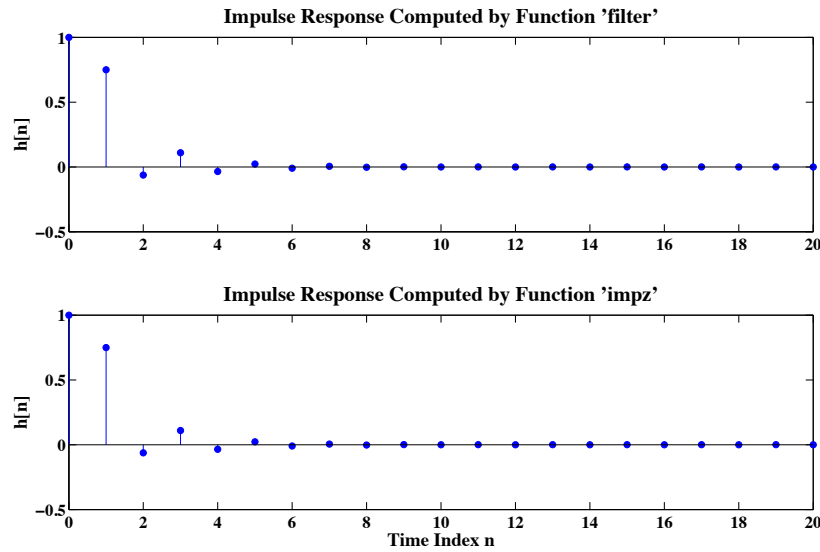 Impulse Response Computed by Function ’filter’
1
0.5
0
−0.5
h[n]
0 2 4 6 8 10 12 14 16 18 20
Impulse Response Computed by Function ’impz’
1
0.5
0
−0.5
h[n]
0 2 4 6 8 10 12 14 16 18 20
Time Index n